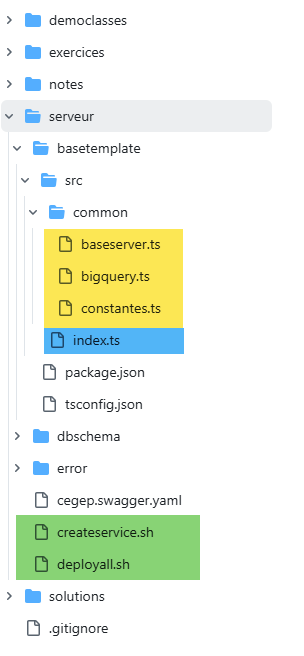 democlasses
exercices
notes
serveur
basetemplate
src
common
baseserver.ts
bigquery.ts
constantes.ts
index.ts
package.json
tsconfig.json
dbschema
error
cegep.swagger.yaml
createservice.sh
deployall.sh
solutions
.gitignore